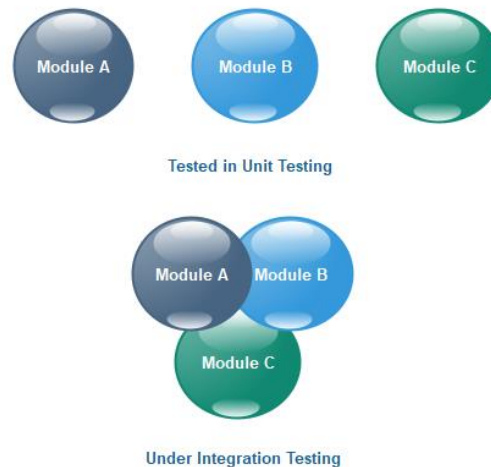 Module A
Module B
Module C
Tested in Unit Testing
Module A
Module B
Module C
Under Integration Testing